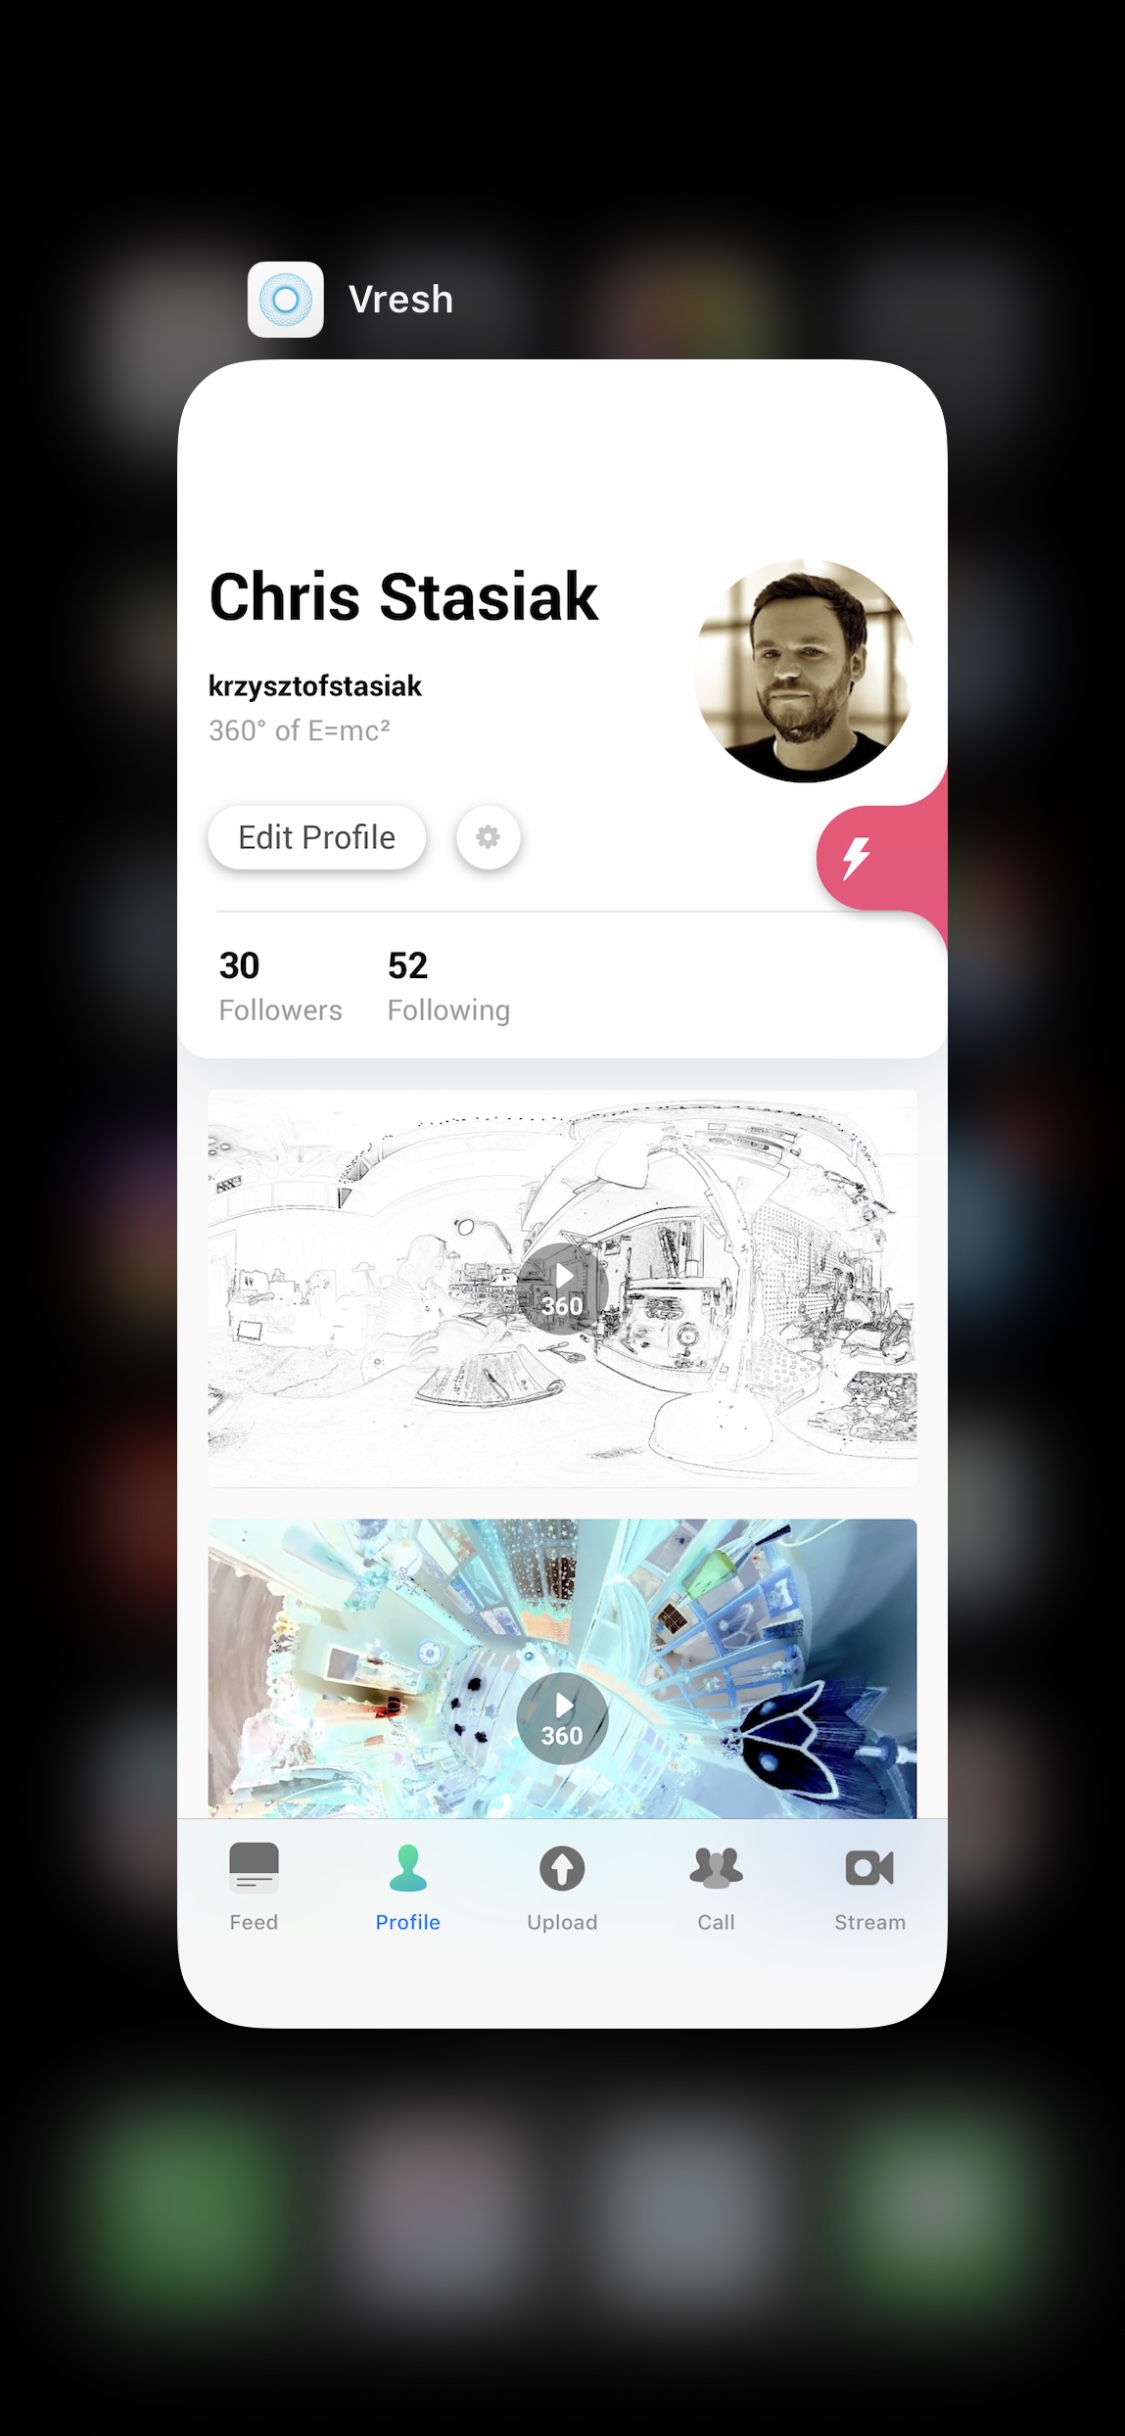 Vresh
Chris Stasiak
krzysztofstasiak
360° of E=mc²
Edit Profile
30 52
Followers Following
360
360
Feed Profile Upload Call Stream